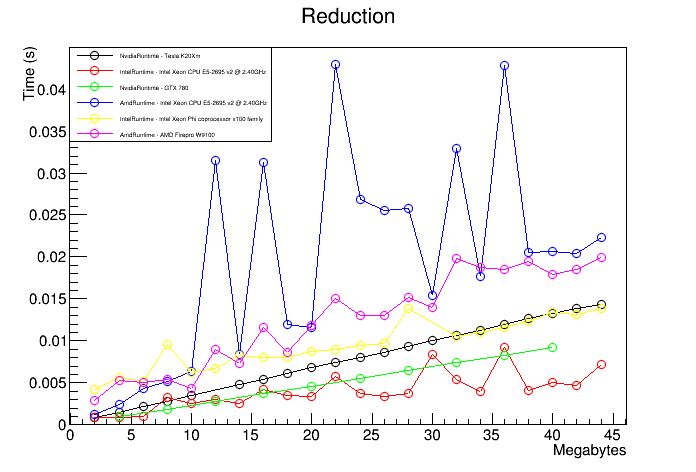 Reduction
Time (s)
NvidiaRuntime - Tesla K20Xm
IntelRuntime - Intel Xeon CPU E5-2695 v2 @ 2.40GHz
NvidiaRuntime - GTX 780
AmdRuntime - Intel Xeon CPU E5-2695 v2 @ 2.40GHz
IntelRuntime - Intel Xeon Phi coprocessor x100 family
AmdRuntime - AMD Firepro W9100
0.04
0.035
0.03
0.025
0.02
0.015
0.01
0.005
0
0 5 10 15 20 25 30 35 40 45
Megabytes